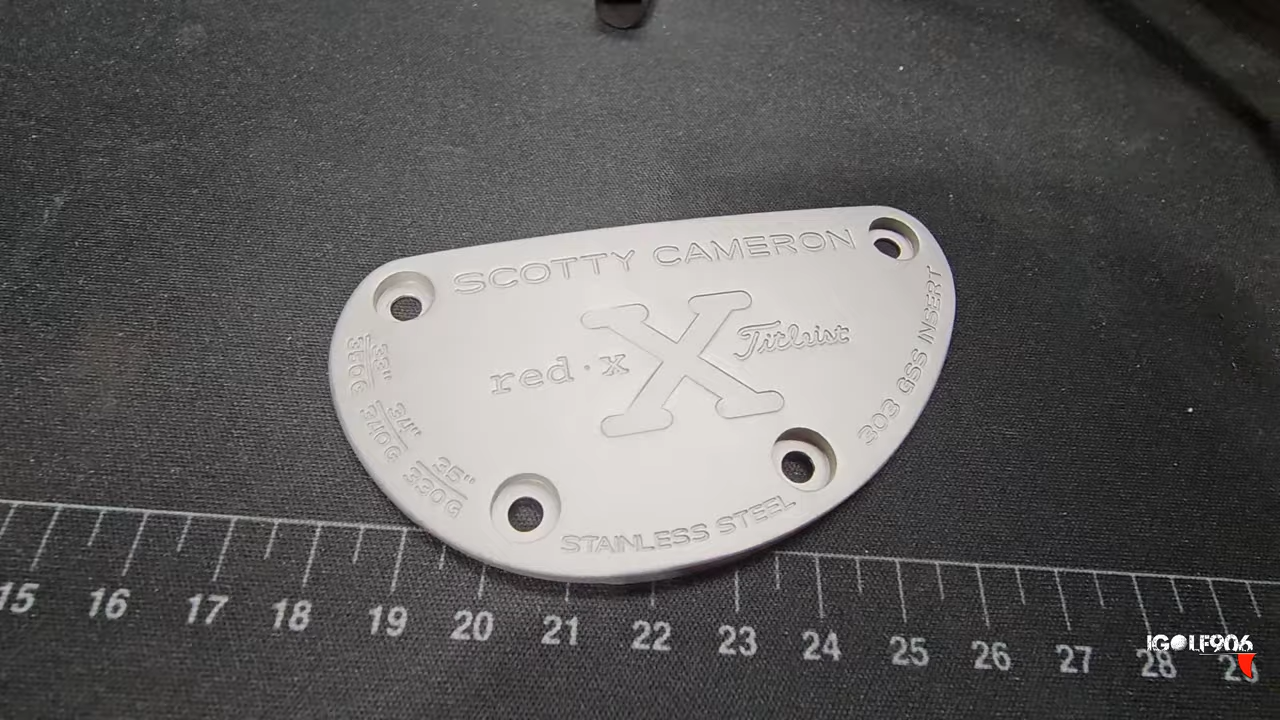 SCOTTY CAMERON
red·x
X
Titleist
303 GSS INSERT
33"
350G
34"
340G
35"
330G
STAINLESS STEEL
15 16 17 18 19 20 21 22 23 24 25 26 27 28
IGOLF906